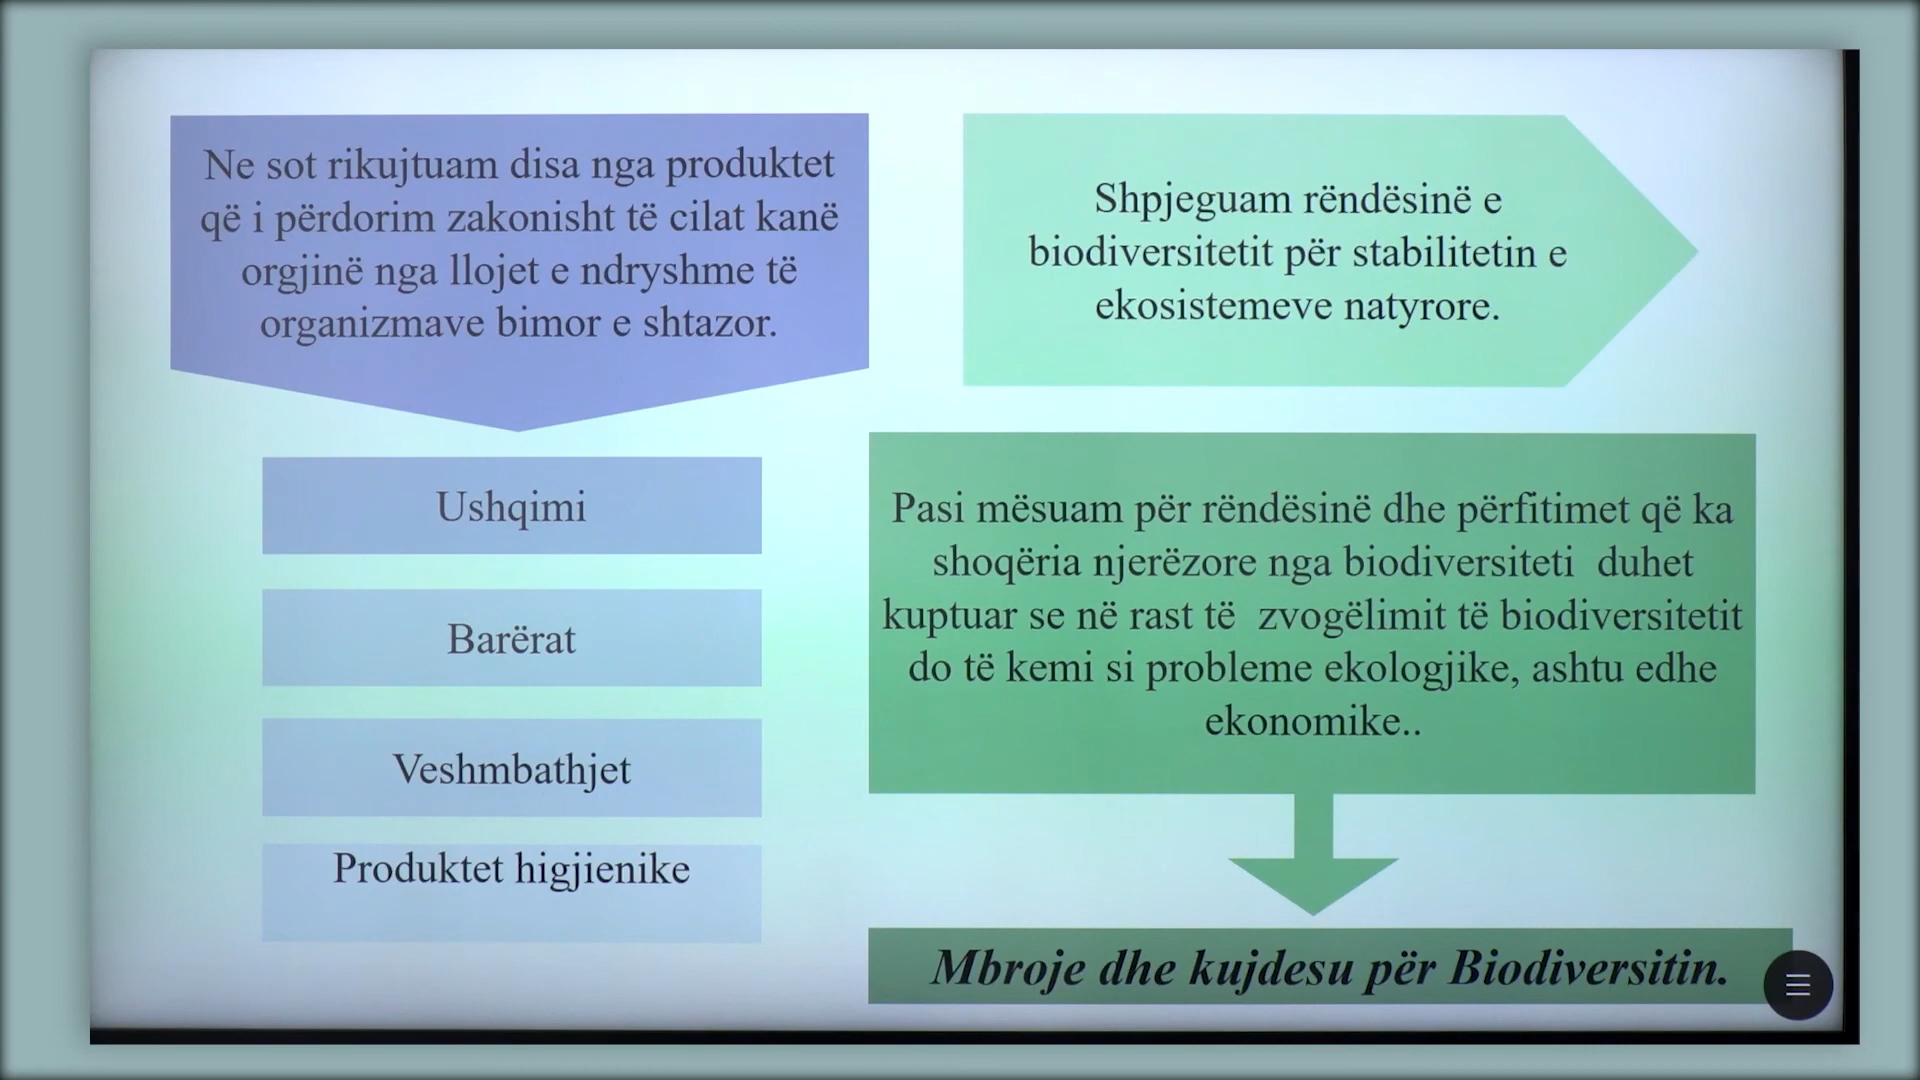 Ne sot rikujtuam disa nga produktet
që i përdorim zakonisht të cilat kanë
orgjinë nga llojet e ndryshme të
organizmave bimor e shtazor.
Ushqimi
Barërat
Veshmbathjet
Produktet higjienike
Shpjeguam rëndësinë e
biodiversitetit për stabilitetin e
ekosistemeve natyrore.
Pasi mësuam për rëndësinë dhe përfitimet që ka
shoqëria njerëzore nga biodiversiteti duhet
kuptuar se në rast të zvogëlimit të biodiversitetit
do të kemi si probleme ekologjike, ashtu edhe
ekonomike..
Mbroje dhe kujdesu për Biodiversitin.